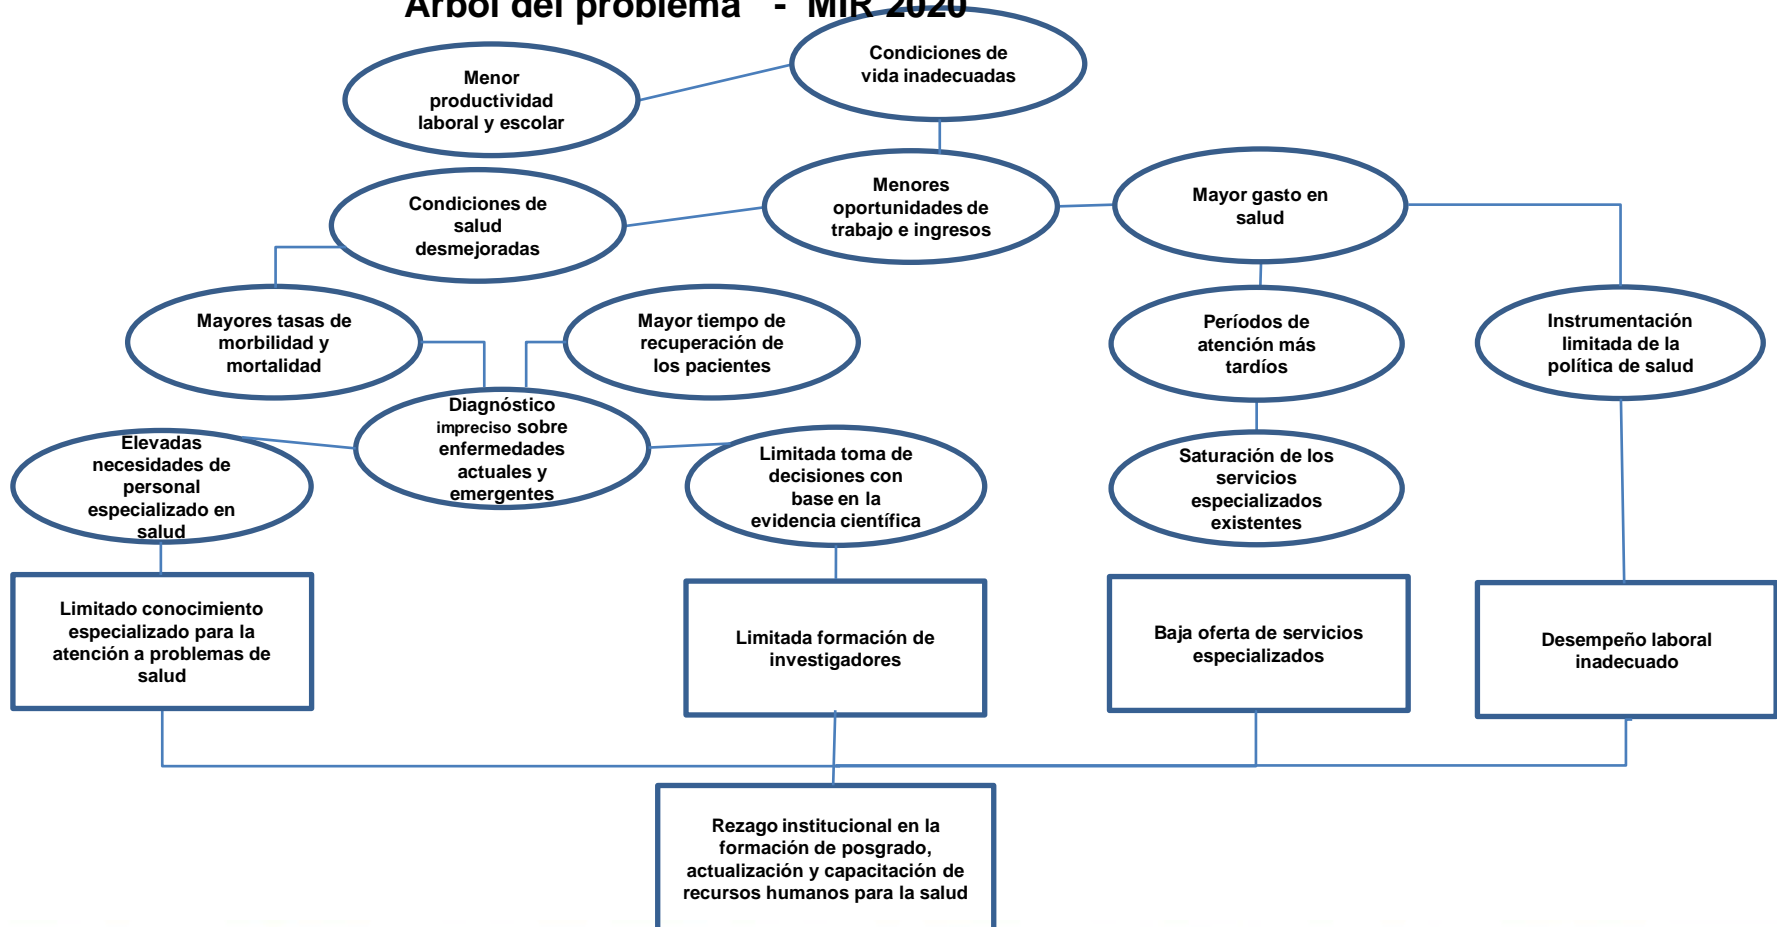 Árbol del problema - MIR 2020
Condiciones de
vida inadecuadas
Menor
productividad
laboral y escolar
Condiciones de
salud
desmejoradas
Menores
oportunidades de
trabajo e ingresos
Mayor gasto en
salud
Mayores tasas de
morbilidad y
mortalidad
Mayor tiempo de
recuperación de
los pacientes
Períodos de
atención más
tardíos
Instrumentación
limitada de la
política de salud
Diagnóstico
impreciso sobre
enfermedades
actuales y
emergentes
Elevadas
necesidades de
personal
especializado en
salud
Limitada toma de
decisiones con
base en la
evidencia científica
Saturación de los
servicios
especializados
existentes
Limitado conocimiento
especializado para la
atención a problemas de
salud
Limitada formación de
investigadores
Baja oferta de servicios
especializados
Desempeño laboral
inadecuado
Rezago institucional en la
formación de posgrado,
actualización y capacitación de
recursos humanos para la salud